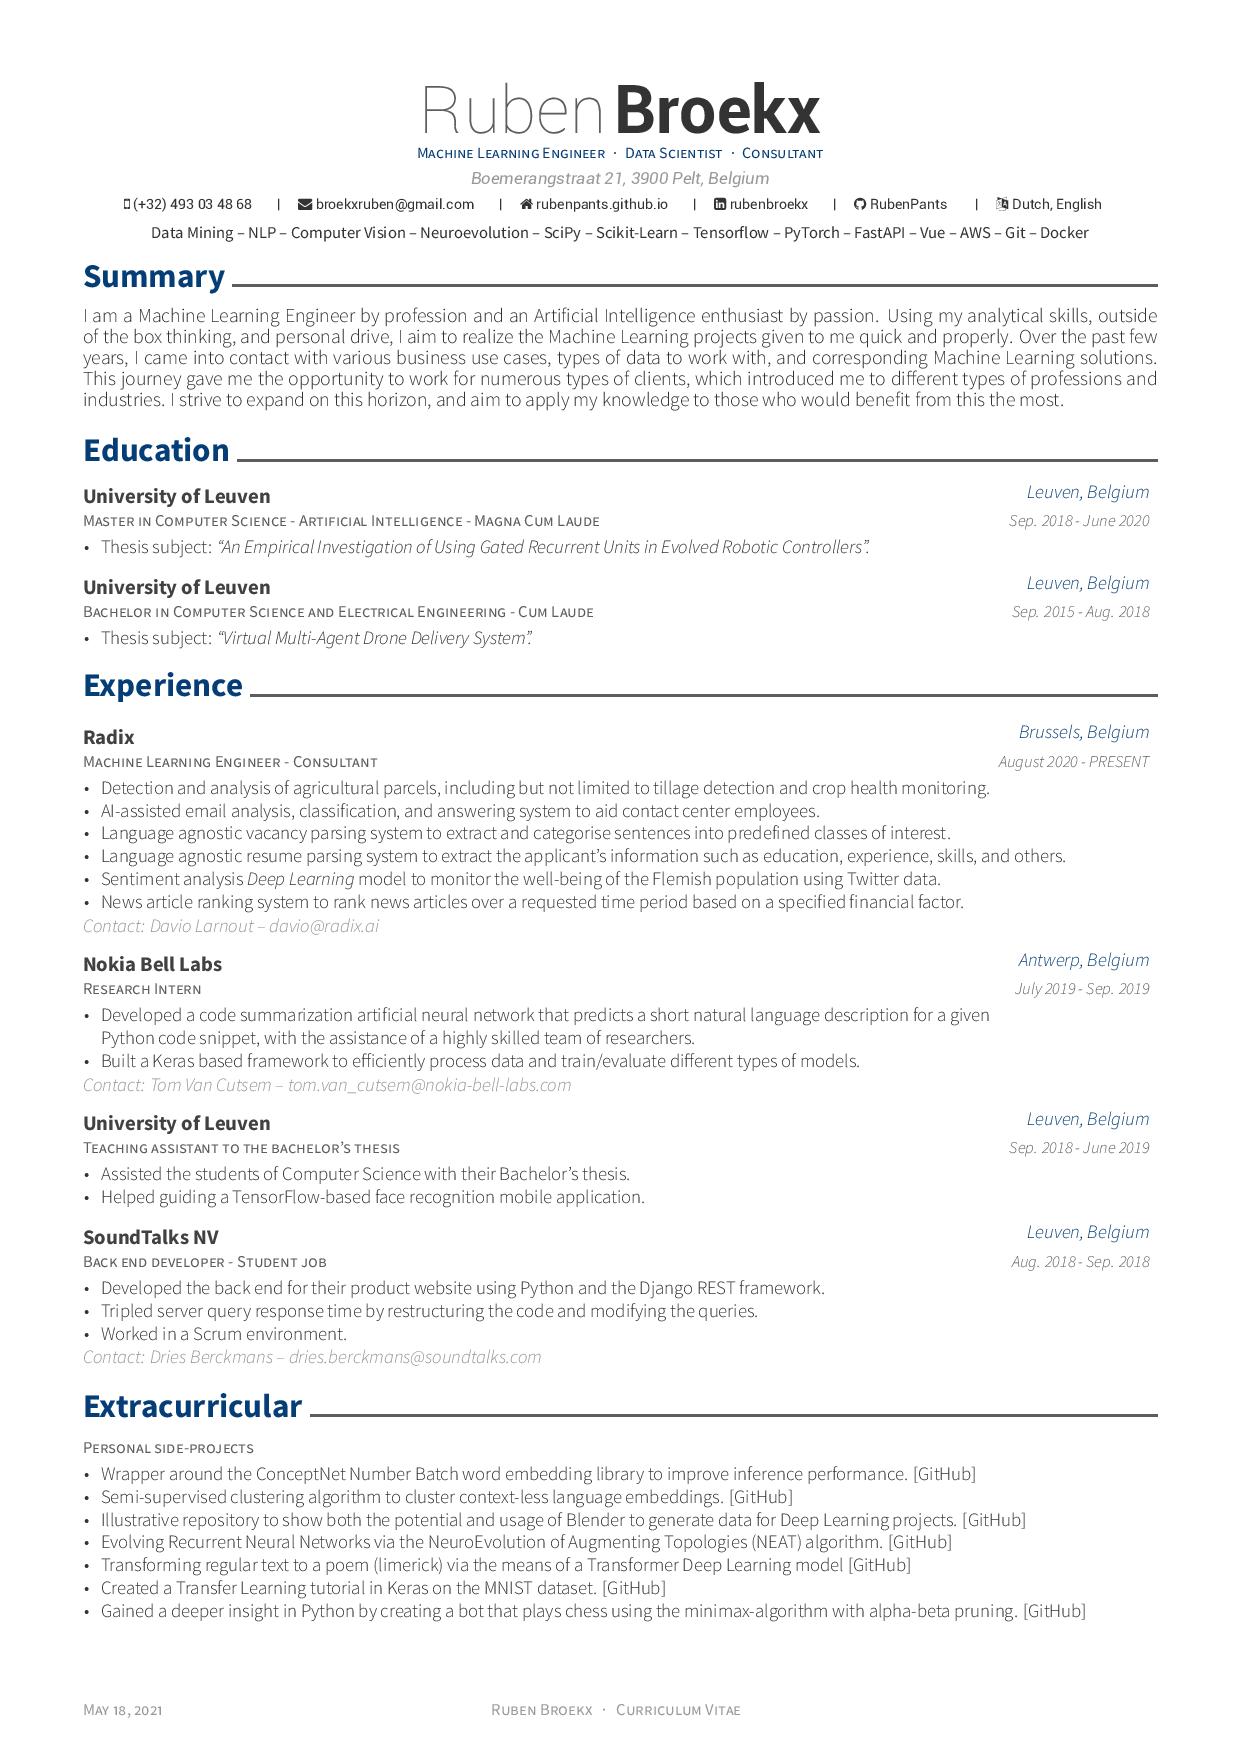 Ruben Broekx
Machine Learning Engineer · Data Scientist · Consultant
Boemerangstraat 21, 3900 Pelt, Belgium
(+32) 493 03 48 68 | broekxruben@gmail.com | rubenpants.github.io | rubenbroekx | RubenPants | Dutch, English
Data Mining – NLP – Computer Vision – Neuroevolution – SciPy – Scikit-Learn – Tensorflow – PyTorch – FastAPI – Vue – AWS – Git – Docker
Summary
I am a Machine Learning Engineer by profession and an Artificial Intelligence enthusiast by passion. Using my analytical skills, outside
of the box thinking, and personal drive, I aim to realize the Machine Learning projects given to me quick and properly. Over the past few
years, I came into contact with various business use cases, types of data to work with, and corresponding Machine Learning solutions.
This journey gave me the opportunity to work for numerous types of clients, which introduced me to different types of professions and
industries. I strive to expand on this horizon, and aim to apply my knowledge to those who would benefit from this the most.
Education
University of Leuven Leuven, Belgium
Master in Computer Science - Artificial Intelligence - Magna Cum Laude Sep. 2018 - June 2020
• Thesis subject: “An Empirical Investigation of Using Gated Recurrent Units in Evolved Robotic Controllers”.
University of Leuven Leuven, Belgium
Bachelor in Computer Science and Electrical Engineering - Cum Laude Sep. 2015 - Aug. 2018
• Thesis subject: “Virtual Multi-Agent Drone Delivery System”.
Experience
Radix Brussels, Belgium
Machine Learning Engineer - Consultant August 2020 - PRESENT
• Detection and analysis of agricultural parcels, including but not limited to tillage detection and crop health monitoring.
• AI-assisted email analysis, classification, and answering system to aid contact center employees.
• Language agnostic vacancy parsing system to extract and categorise sentences into predefined classes of interest.
• Language agnostic resume parsing system to extract the applicant’s information such as education, experience, skills, and others.
• Sentiment analysis Deep Learning model to monitor the well-being of the Flemish population using Twitter data.
• News article ranking system to rank news articles over a requested time period based on a specified financial factor.
Contact: Davio Larnout – davio@radix.ai
Nokia Bell Labs Antwerp, Belgium
Research Intern July 2019 - Sep. 2019
• Developed a code summarization artificial neural network that predicts a short natural language description for a given
Python code snippet, with the assistance of a highly skilled team of researchers.
• Built a Keras based framework to efficiently process data and train/evaluate different types of models.
Contact: Tom Van Cutsem – tom.van_cutsem@nokia-bell-labs.com
University of Leuven Leuven, Belgium
Teaching assistant to the bachelor’s thesis Sep. 2018 - June 2019
• Assisted the students of Computer Science with their Bachelor’s thesis.
• Helped guiding a TensorFlow-based face recognition mobile application.
SoundTalks NV Leuven, Belgium
Back end developer - Student job Aug. 2018 - Sep. 2018
• Developed the back end for their product website using Python and the Django REST framework.
• Tripled server query response time by restructuring the code and modifying the queries.
• Worked in a Scrum environment.
Contact: Dries Berckmans – dries.berckmans@soundtalks.com
Extracurricular
Personal side-projects
• Wrapper around the ConceptNet Number Batch word embedding library to improve inference performance. [GitHub]
• Semi-supervised clustering algorithm to cluster context-less language embeddings. [GitHub]
• Illustrative repository to show both the potential and usage of Blender to generate data for Deep Learning projects. [GitHub]
• Evolving Recurrent Neural Networks via the NeuroEvolution of Augmenting Topologies (NEAT) algorithm. [GitHub]
• Transforming regular text to a poem (limerick) via the means of a Transformer Deep Learning model [GitHub]
• Created a Transfer Learning tutorial in Keras on the MNIST dataset. [GitHub]
• Gained a deeper insight in Python by creating a bot that plays chess using the minimax-algorithm with alpha-beta pruning. [GitHub]
May 18, 2021 Ruben Broekx · Curriculum Vitae